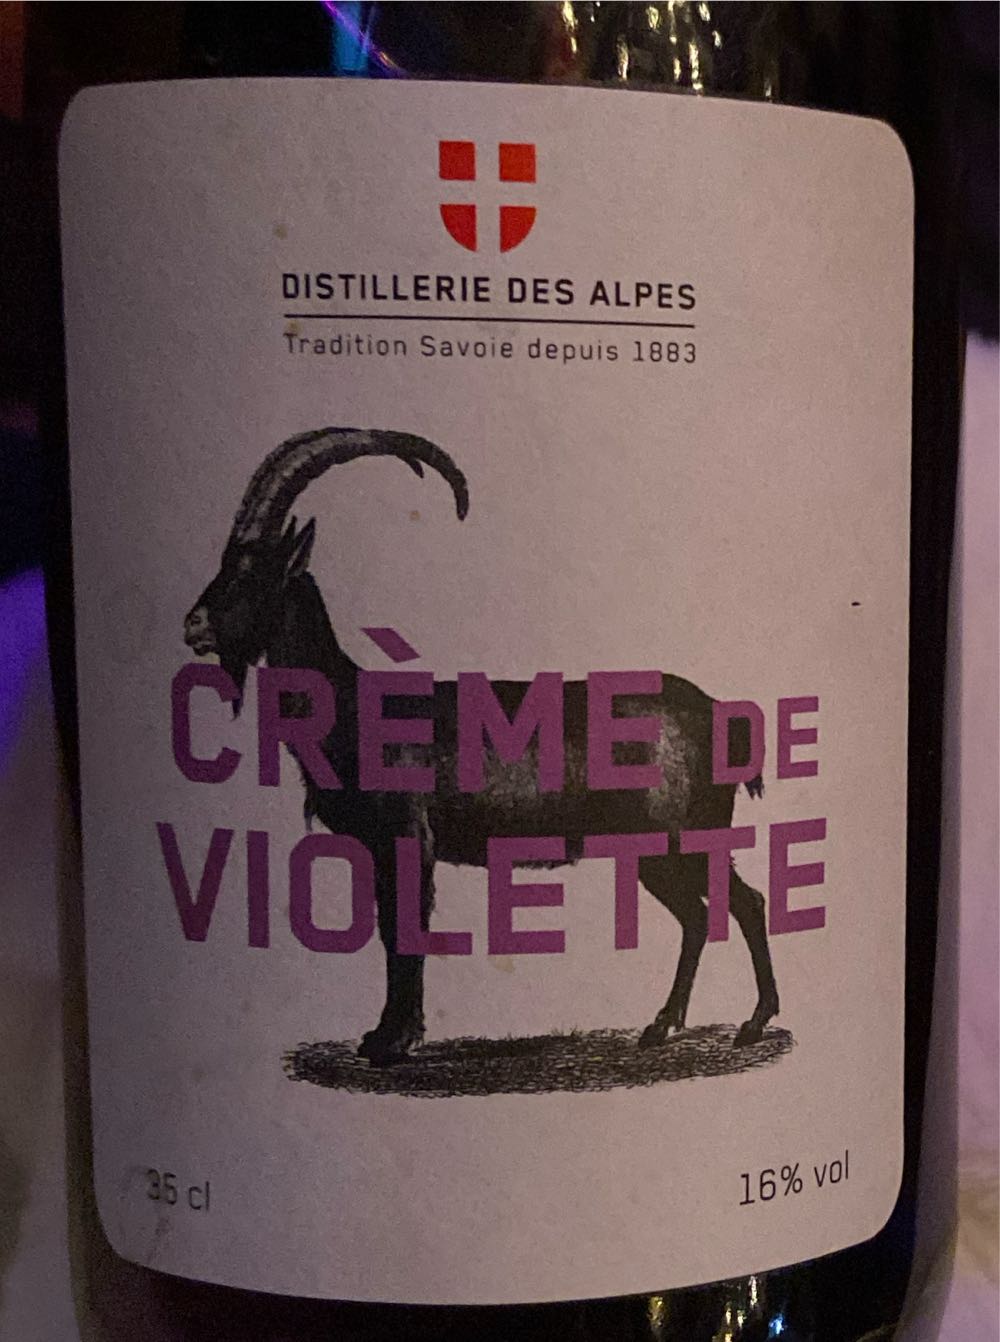 DISTILLERIE DES ALPES
Tradition Savoie depuis 1883
CRÈME DE
VIOLETTE
35 cl
16% vol